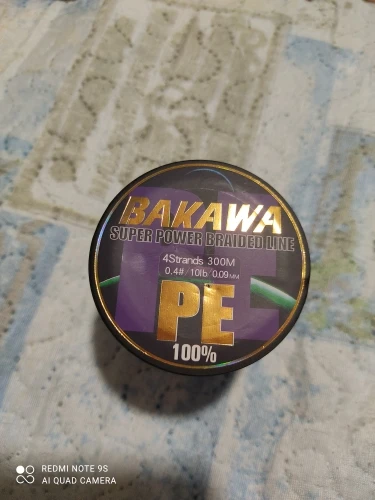 BAKAWA
SUPER POWER BRAIDED LINE
4Strands 300M
0.4# 10lb 0.09MM
PE
100%
REDMI NOTE 9S
AI QUAD CAMERA